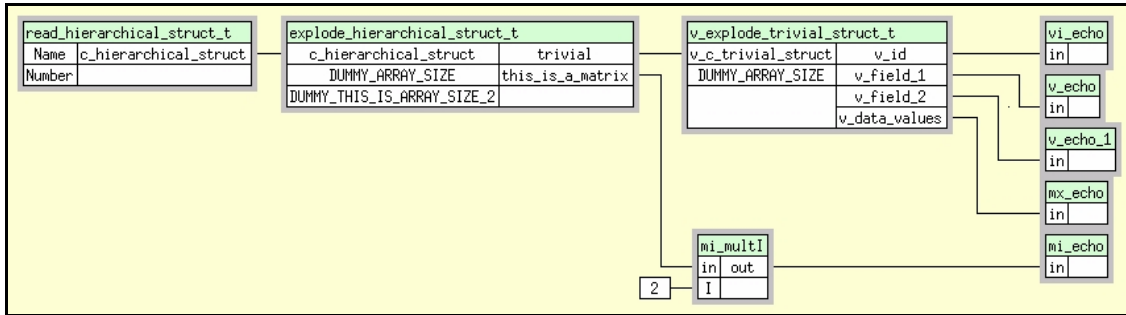 read_hierarchical_struct_t
Name c_hierarchical_struct
Number
explode_hierarchical_struct_t
c_hierarchical_struct trivial
DUMMY_ARRAY_SIZE this_is_a_matrix
DUMMY_THIS_IS_ARRAY_SIZE_2
v_explode_trivial_struct_t
v_c_trivial_struct v_id
DUMMY_ARRAY_SIZE v_field_1
v_field_2
v_data_values
vi_echo
in
v_echo
in
v_echo_1
in
mx_echo
in
mi_multI
in out
2 I
mi_echo
in